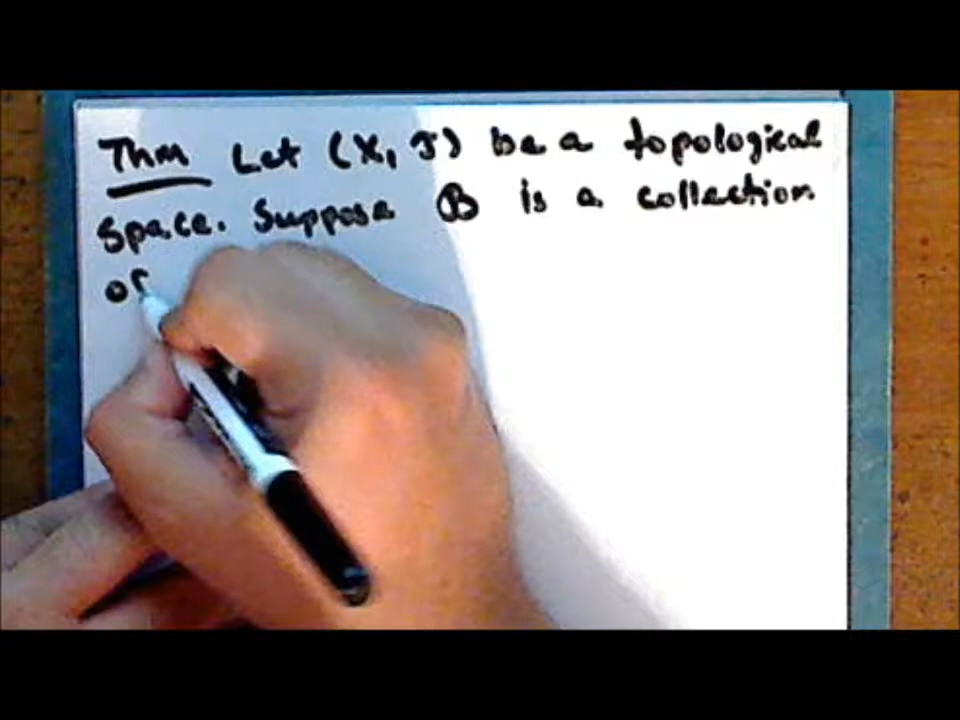 Thm Let (X, 𝒯) be a topological
Space. Suppose ℬ is a collection
of